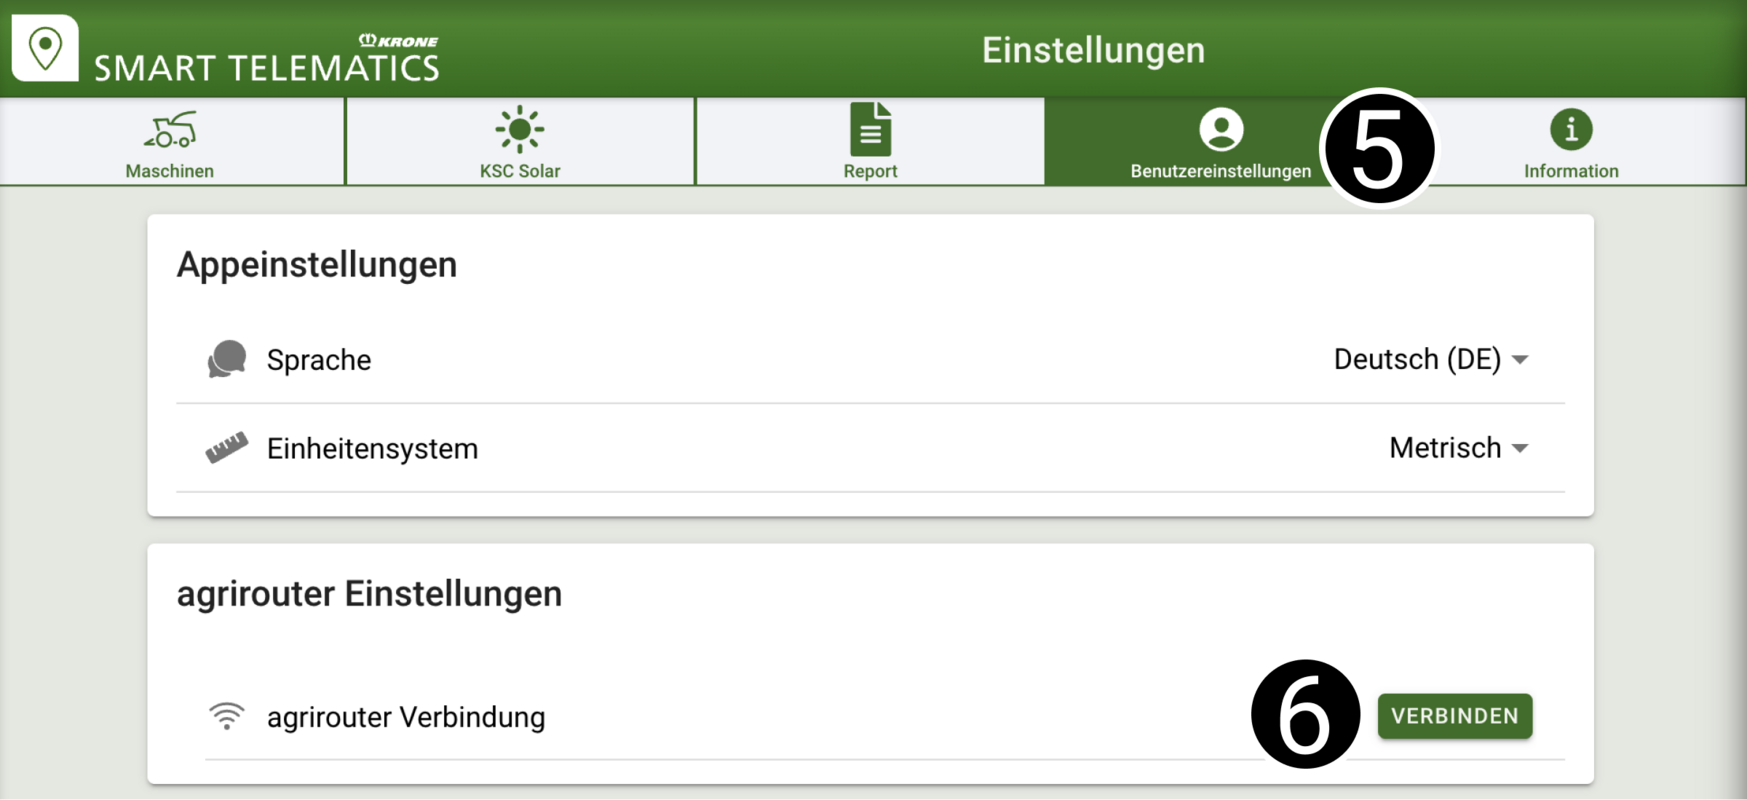 KRONE
SMART TELEMATICS
Einstellungen
Maschinen
KSC Solar
Report
Benutzereinstellungen
5
Information
Appeinstellungen
Sprache
Deutsch (DE)
Einheitensystem
Metrisch
agrirouter Einstellungen
agrirouter Verbindung
6
VERBINDEN